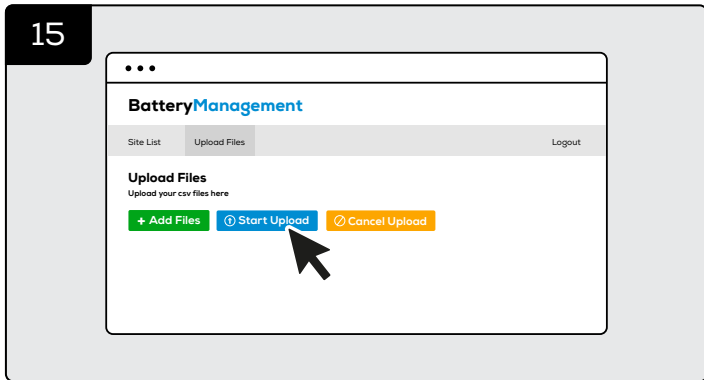 15
BatteryManagement
Site List Upload Files Logout
Upload Files
Upload your csv files here
+ Add Files Start Upload Cancel Upload